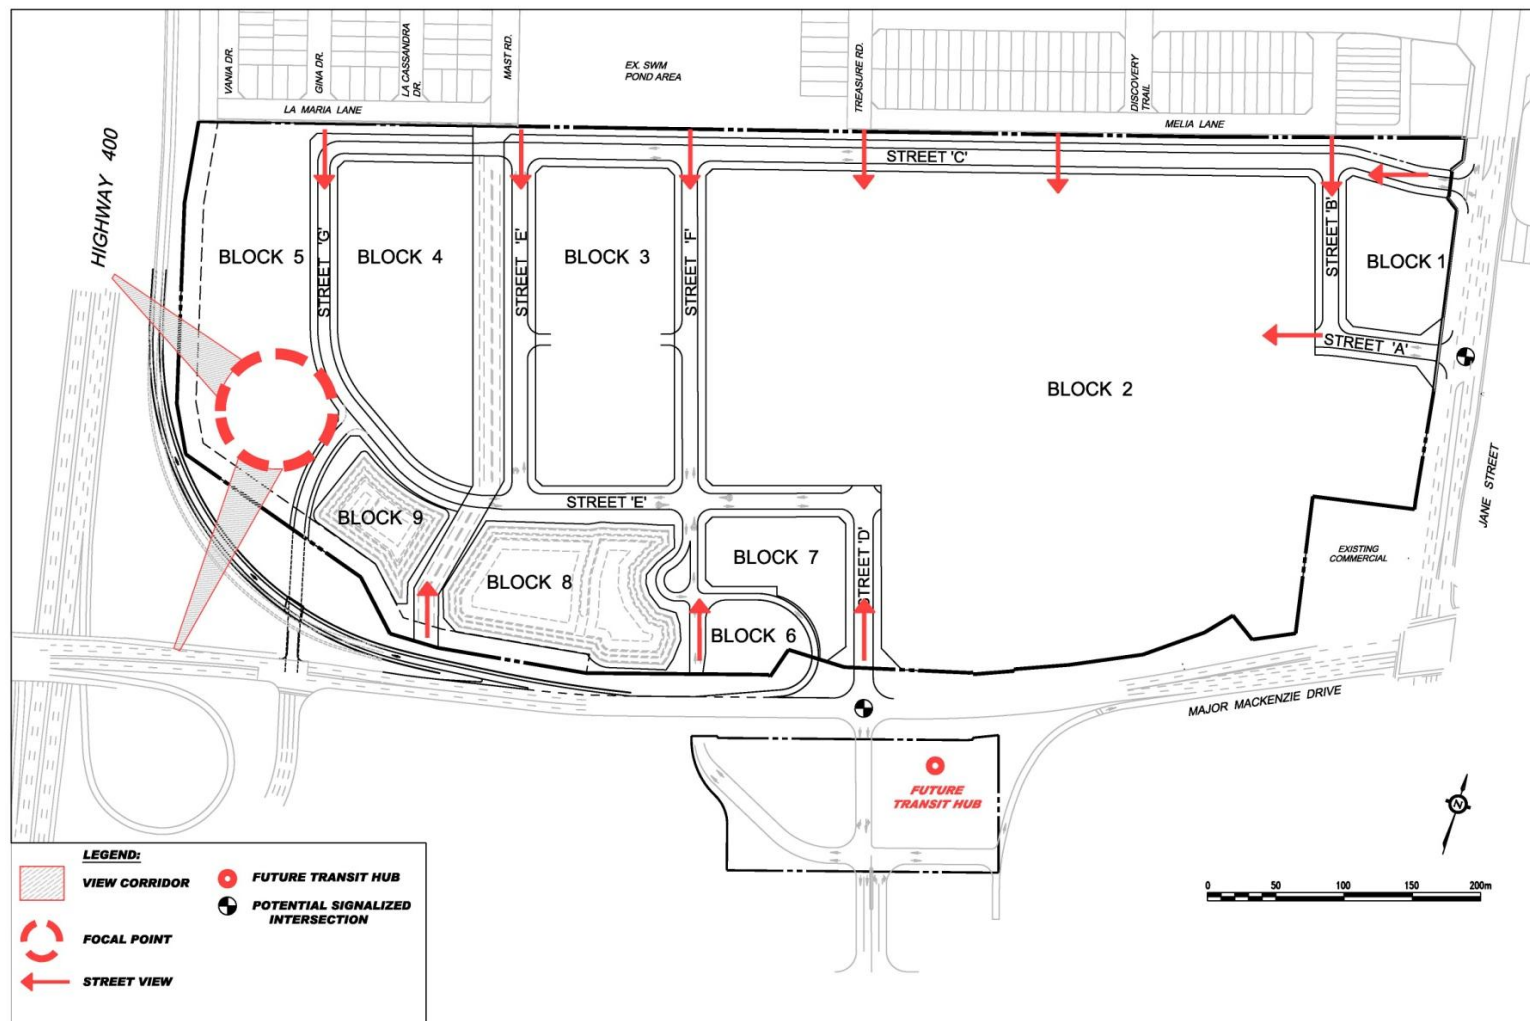 VANIA DR.
GINA DR.
LA CASSANDRA
DR.
MAST RD.
EX. SWM
POND AREA
TREASURE RD.
DISCOVERY
TRAIL
LA MARIA LANE
MELIA LANE
HIGHWAY 400
STREET 'C'
BLOCK 5
STREET 'G'
BLOCK 4
STREET 'E'
BLOCK 3
STREET 'F'
STREET 'B'
BLOCK 1
STREET 'A'
BLOCK 2
JANE STREET
STREET 'E'
BLOCK 9
BLOCK 7
STREET 'D'
EXISTING
COMMERCIAL
BLOCK 8
BLOCK 6
MAJOR MACKENZIE DRIVE
FUTURE
TRANSIT HUB
N
0 50 100 150 200m
LEGEND:
VIEW CORRIDOR
FUTURE TRANSIT HUB
POTENTIAL SIGNALIZED
INTERSECTION
FOCAL POINT
STREET VIEW